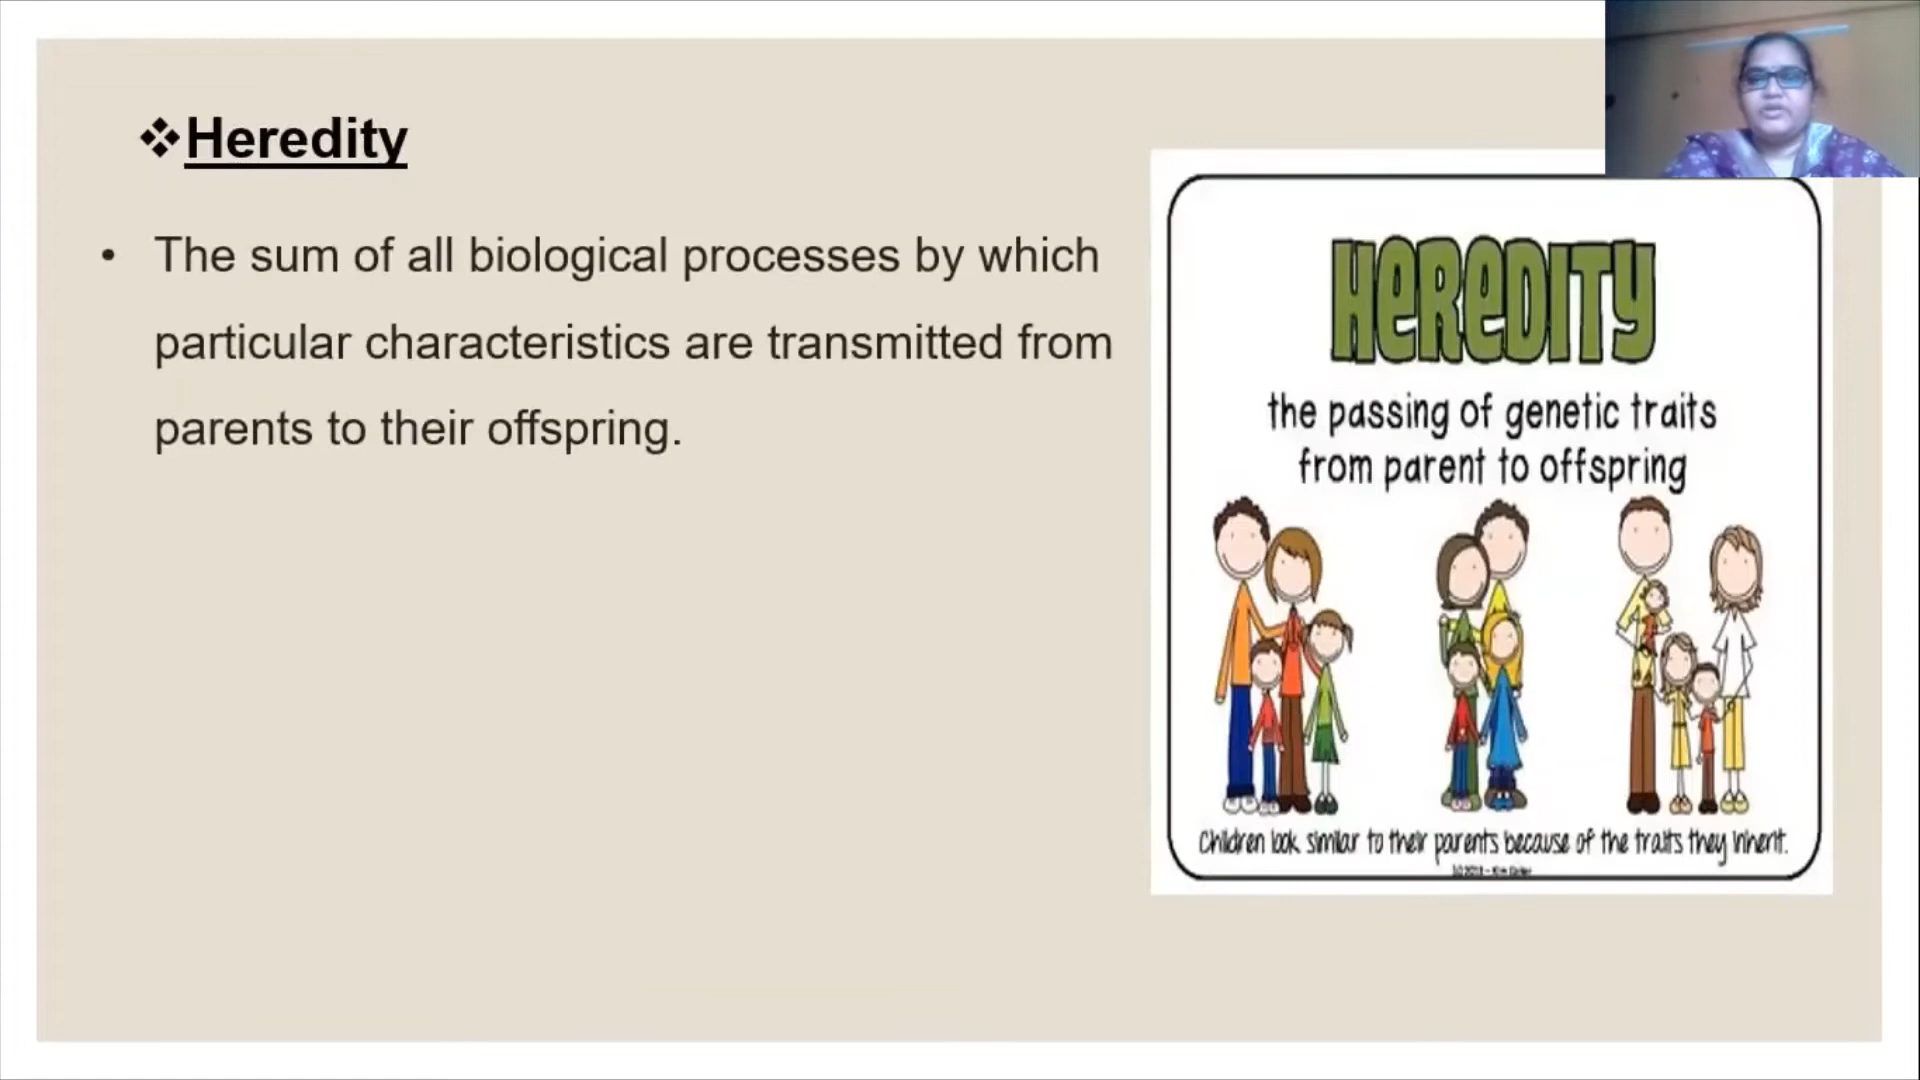 ❖Heredity
• The sum of all biological processes by which
particular characteristics are transmitted from
parents to their offspring.
HEREDITY
the passing of genetic traits
from parent to offspring
Children look similar to their parents because of the traits they inherit.